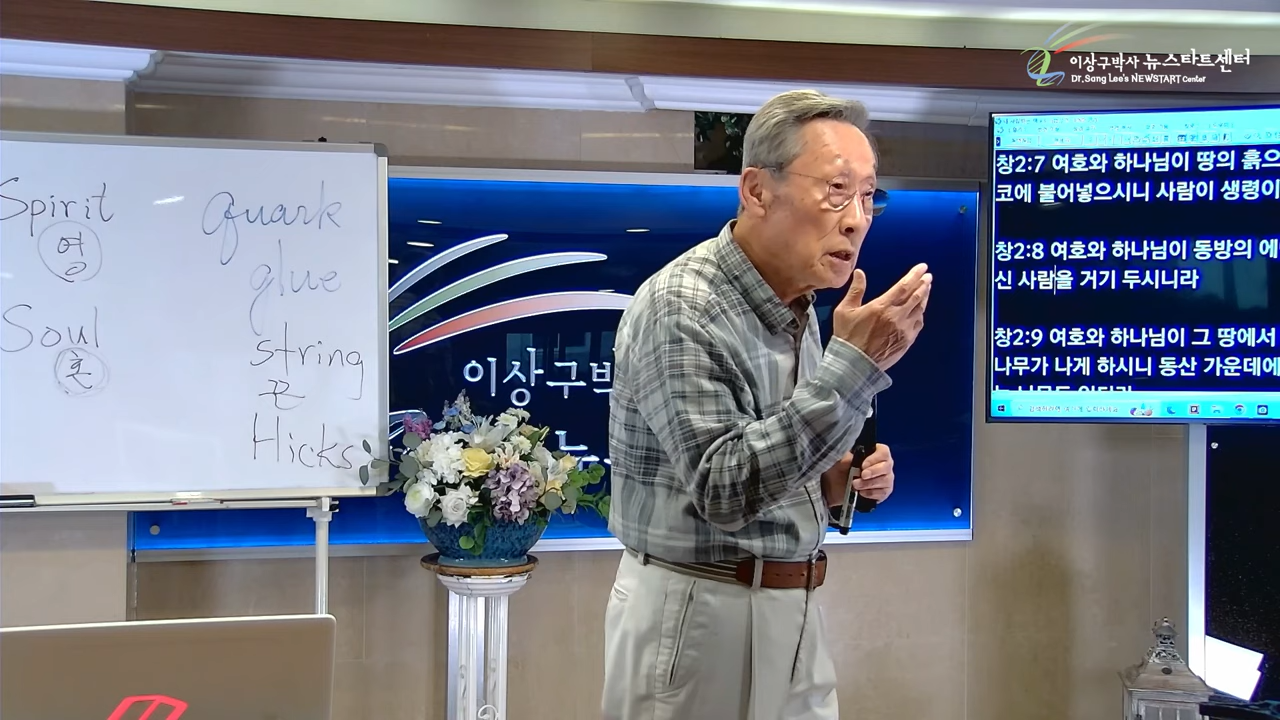 이상구박사 뉴스타트센터
Dr. Sang Lee's NEWSTART Center
Spirit
영
Soul
혼
quark
glue
string
끈
Hicks
이상구박
뉴
창2:7 여호와 하나님이 땅의 흙으
코에 불어넣으시니 사람이 생령이
창2:8 여호와 하나님이 동방의 에
신 사람을 거기 두시니라
창2:9 여호와 하나님이 그 땅에서
나무가 나게 하시니 동산 가운데에